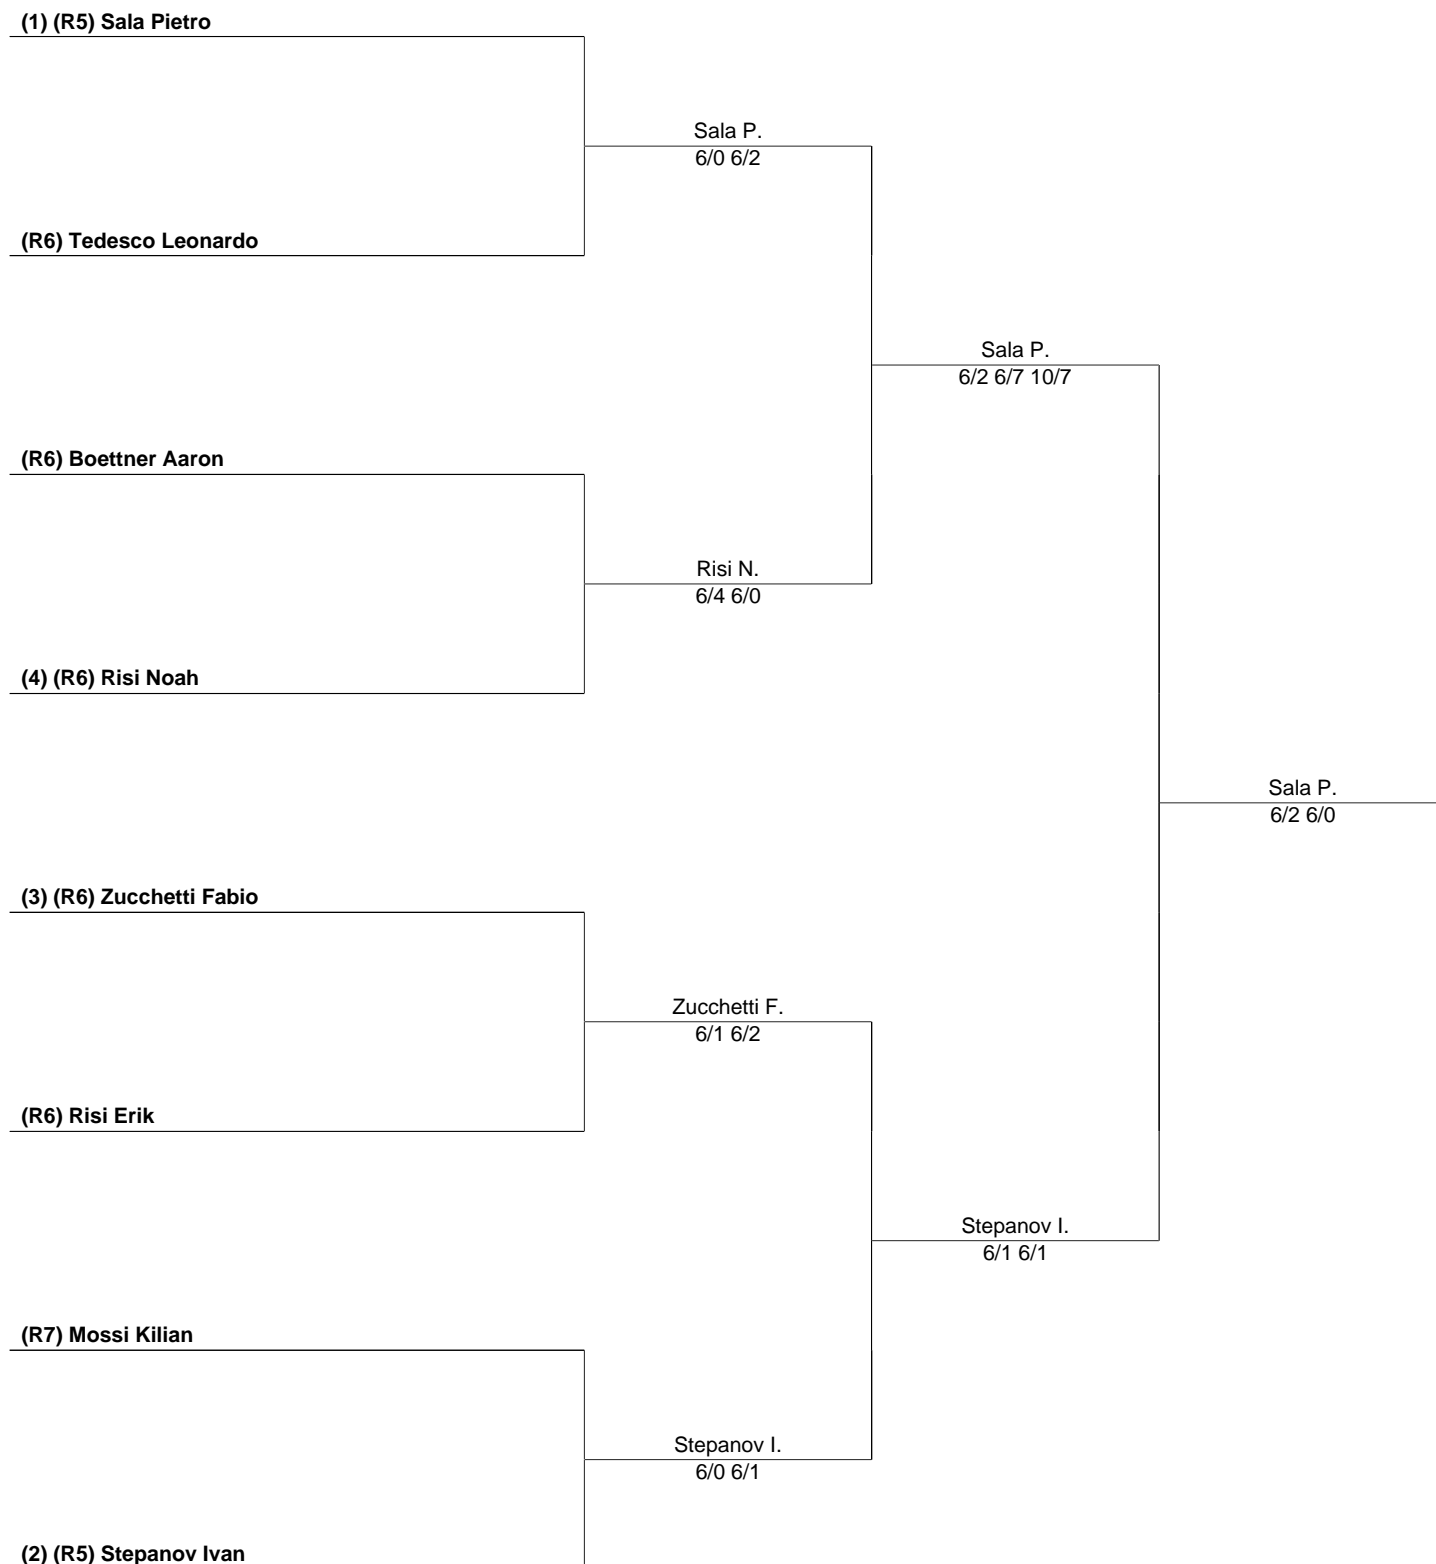 (1) (R5) Sala Pietro
Sala P.
6/0 6/2
(R6) Tedesco Leonardo
Sala P.
6/2 6/7 10/7
(R6) Boettner Aaron
Risi N.
6/4 6/0
(4) (R6) Risi Noah
Sala P.
6/2 6/0
(3) (R6) Zucchetti Fabio
Zucchetti F.
6/1 6/2
(R6) Risi Erik
Stepanov I.
6/1 6/1
(R7) Mossi Kilian
Stepanov I.
6/0 6/1
(2) (R5) Stepanov Ivan